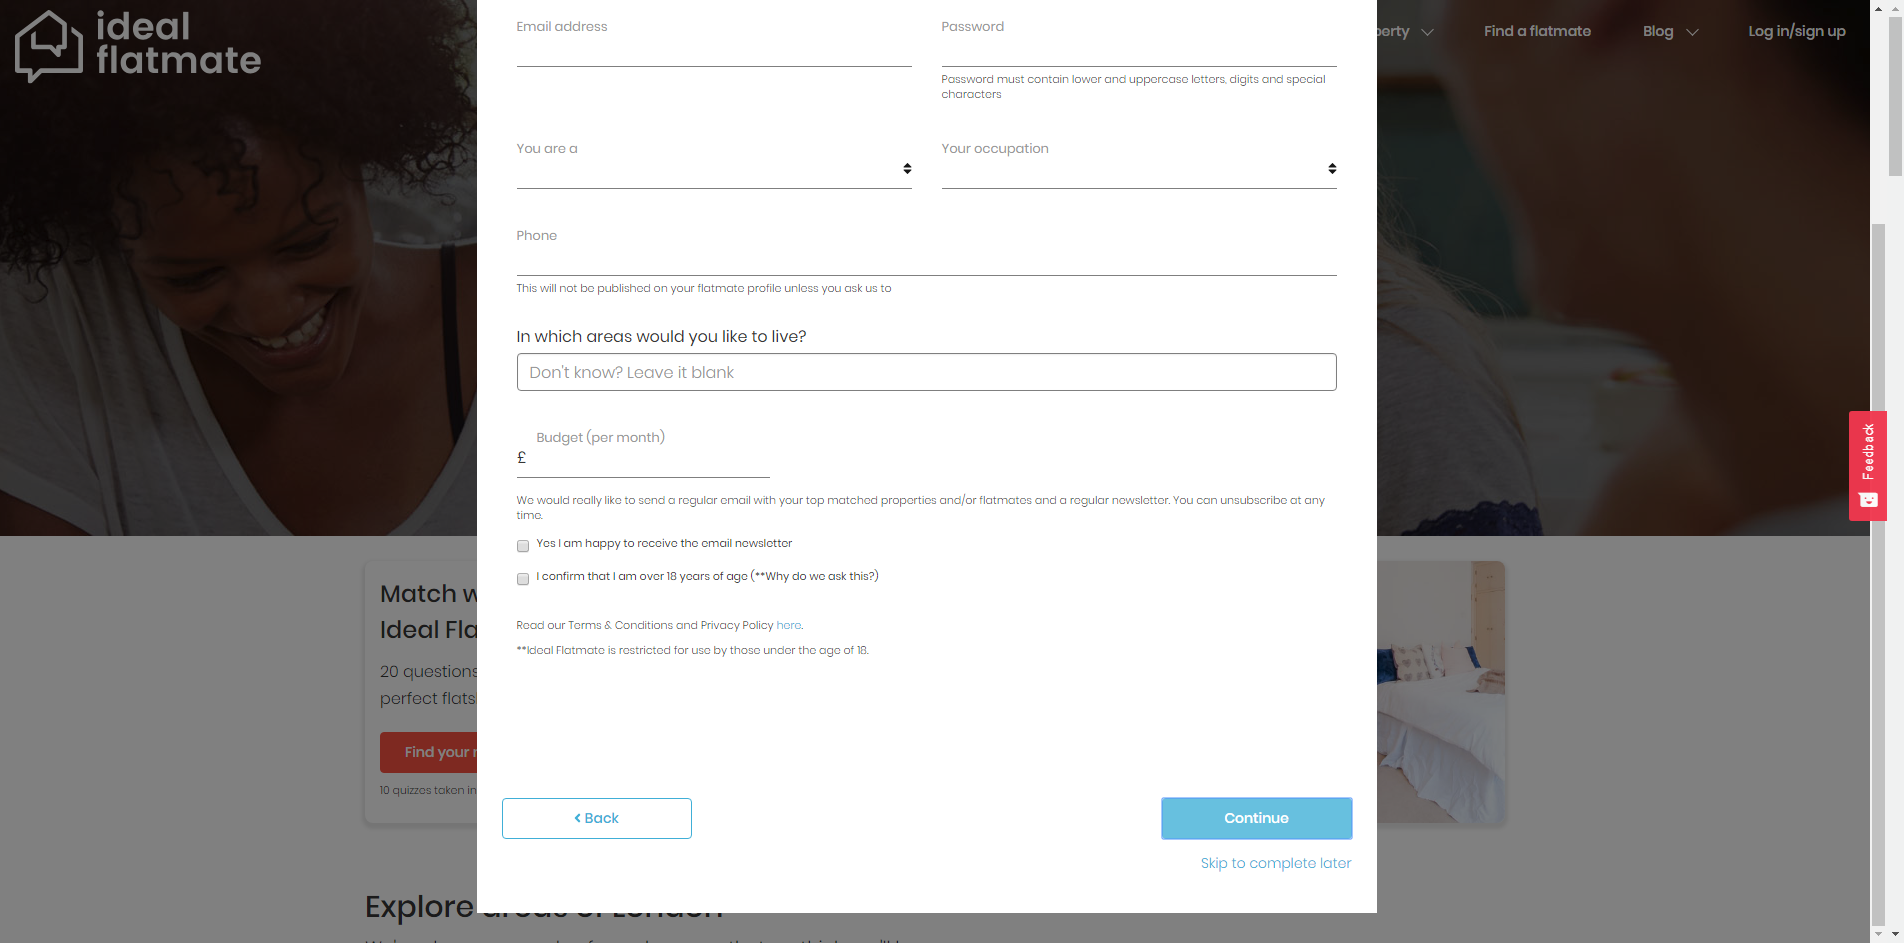 ideal
flatmate
Email address
Password
perty
Find a flatmate
Blog
Log in/sign up
Password must contain lower and uppercase letters, digits and special
characters
You are a
Your occupation
Phone
This will not be published on your flatmate profile unless you ask us to
In which areas would you like to live?
Don't know? Leave it blank
Budget (per month)
£
Feedback
We would really like to send a regular email with your top matched properties and/or flatmates and a regular newsletter. You can unsubscribe at any
time.
Yes I am happy to receive the email newsletter
I confirm that I am over 18 years of age (**Why do we ask this?)
Match w
Ideal Fla
Read our Terms & Conditions and Privacy Policy here.
**Ideal Flatmate is restricted for use by those under the age of 18.
20 questions
perfect flats
Find your
10 quizzes taken in
Back
Continue
Skip to complete later
Explore areas of London